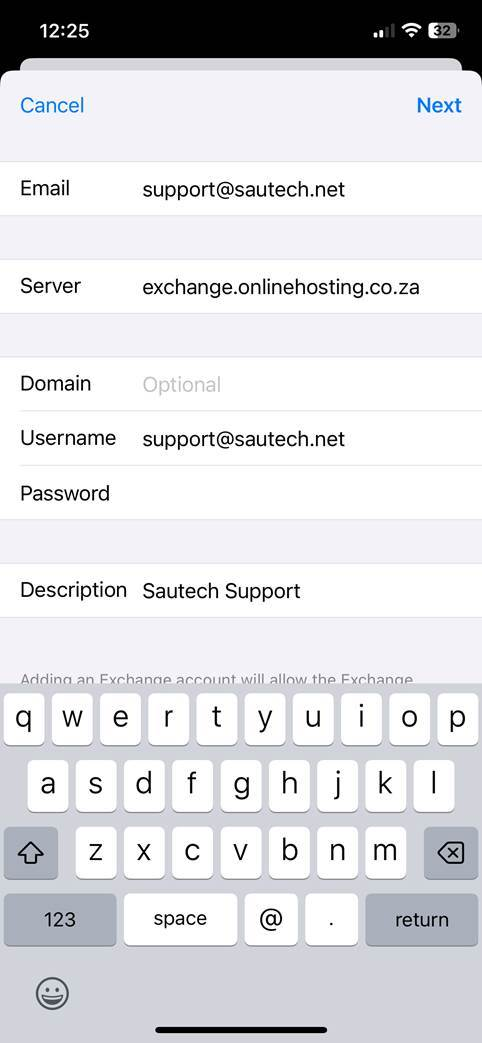 12:25
32
Cancel
Next
Email support@sautech.net
Server exchange.onlinehosting.co.za
Domain Optional
Username support@sautech.net
Password
Description Sautech Support
Adding an Exchange account will allow the Exchange
q w e r t y u i o p
a s d f g h j k l
z x c v b n m
123 space @ . return